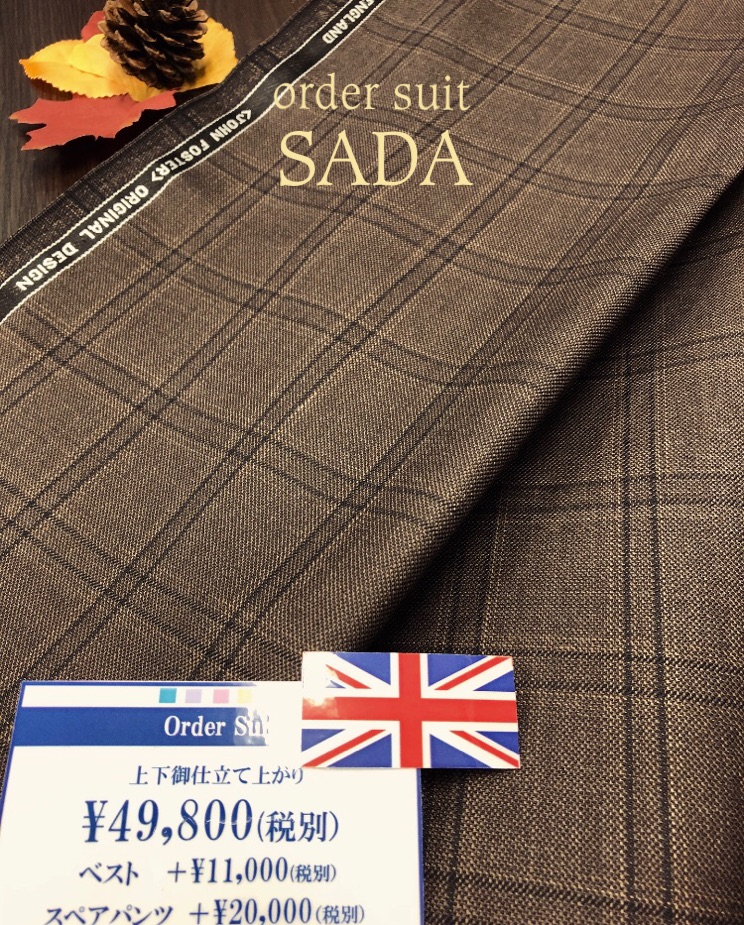 ENGLAND
order suit
SADA
<JOHN FOSTER> ORIGINAL DESIGN
Order Sui
上下御仕立て上がり
¥49,800(税別)
ベスト +¥11,000(税別)
スペアパンツ +¥20,000(税別)